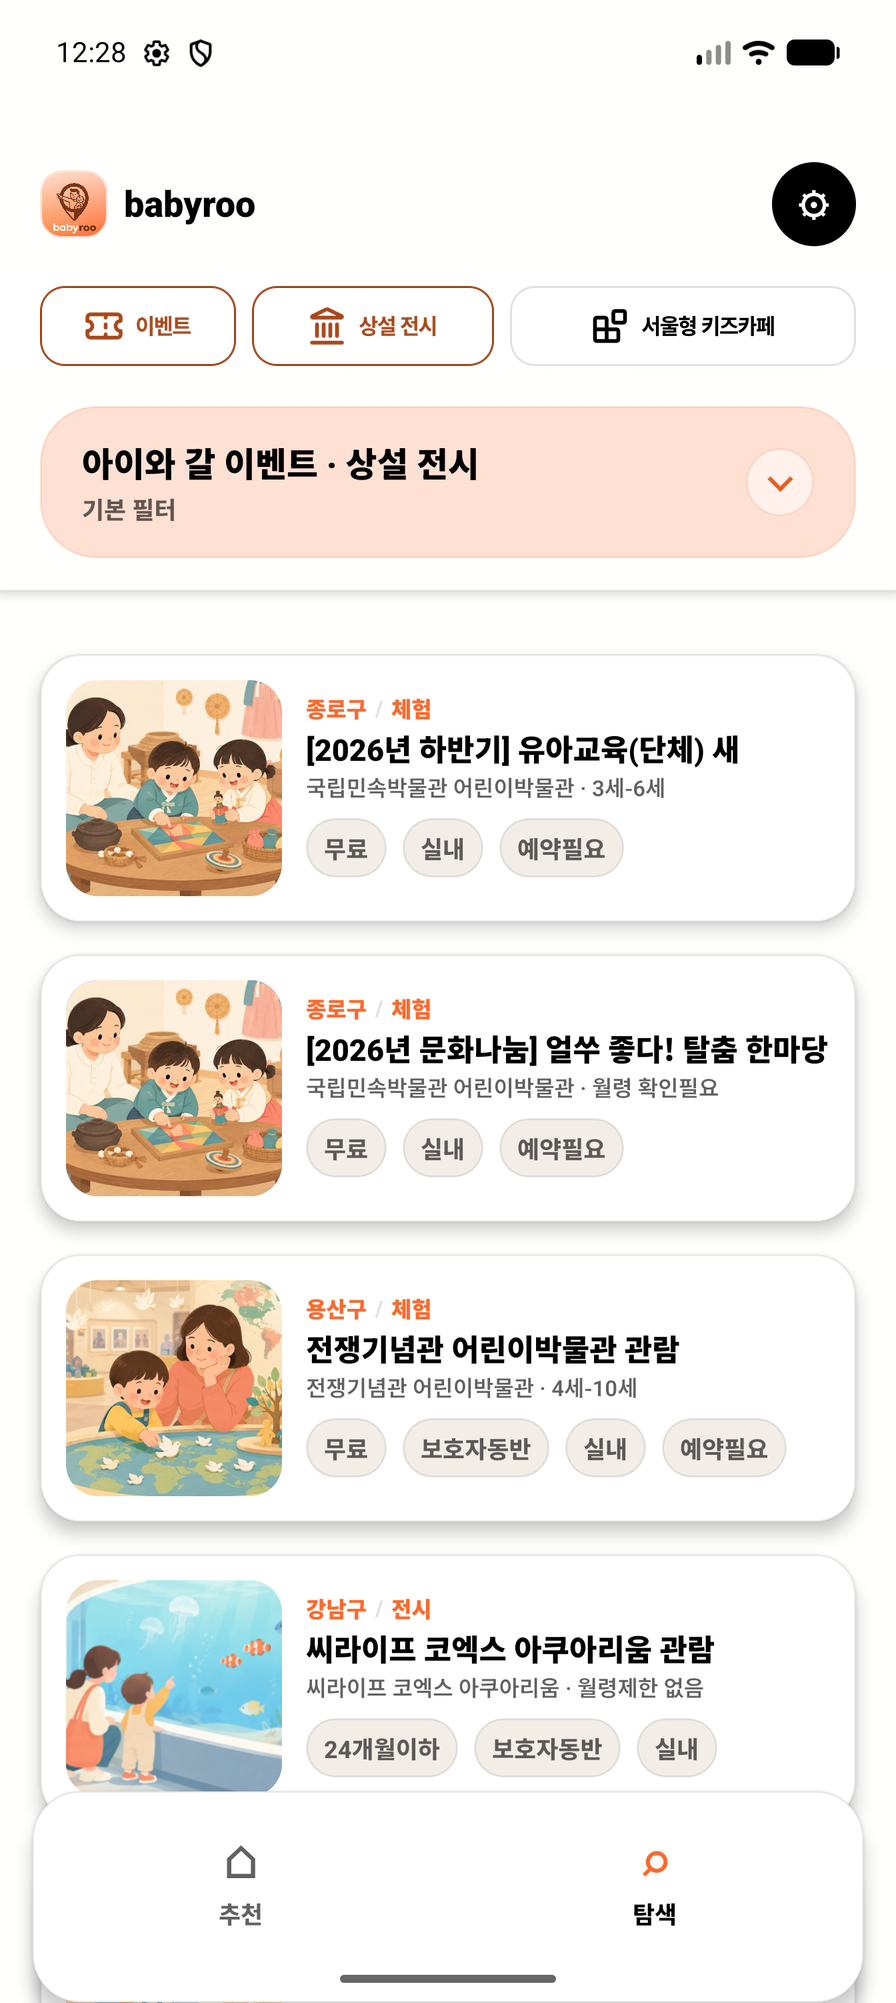 12:28
babyroo
babyroo
이벤트
상설 전시
서울형 키즈카페
아이와 갈 이벤트 · 상설 전시
기본 필터
종로구 / 체험
[2026년 하반기] 유아교육(단체) 새
국립민속박물관 어린이박물관 · 3세-6세
무료 실내 예약필요
종로구 / 체험
[2026년 문화나눔] 얼쑤 좋다! 탈춤 한마당
국립민속박물관 어린이박물관 · 월령 확인필요
무료 실내 예약필요
용산구 / 체험
전쟁기념관 어린이박물관 관람
전쟁기념관 어린이박물관 · 4세-10세
무료 보호자동반 실내 예약필요
강남구 / 전시
씨라이프 코엑스 아쿠아리움 관람
씨라이프 코엑스 아쿠아리움 · 월령제한 없음
24개월이하 보호자동반 실내
추천
탐색